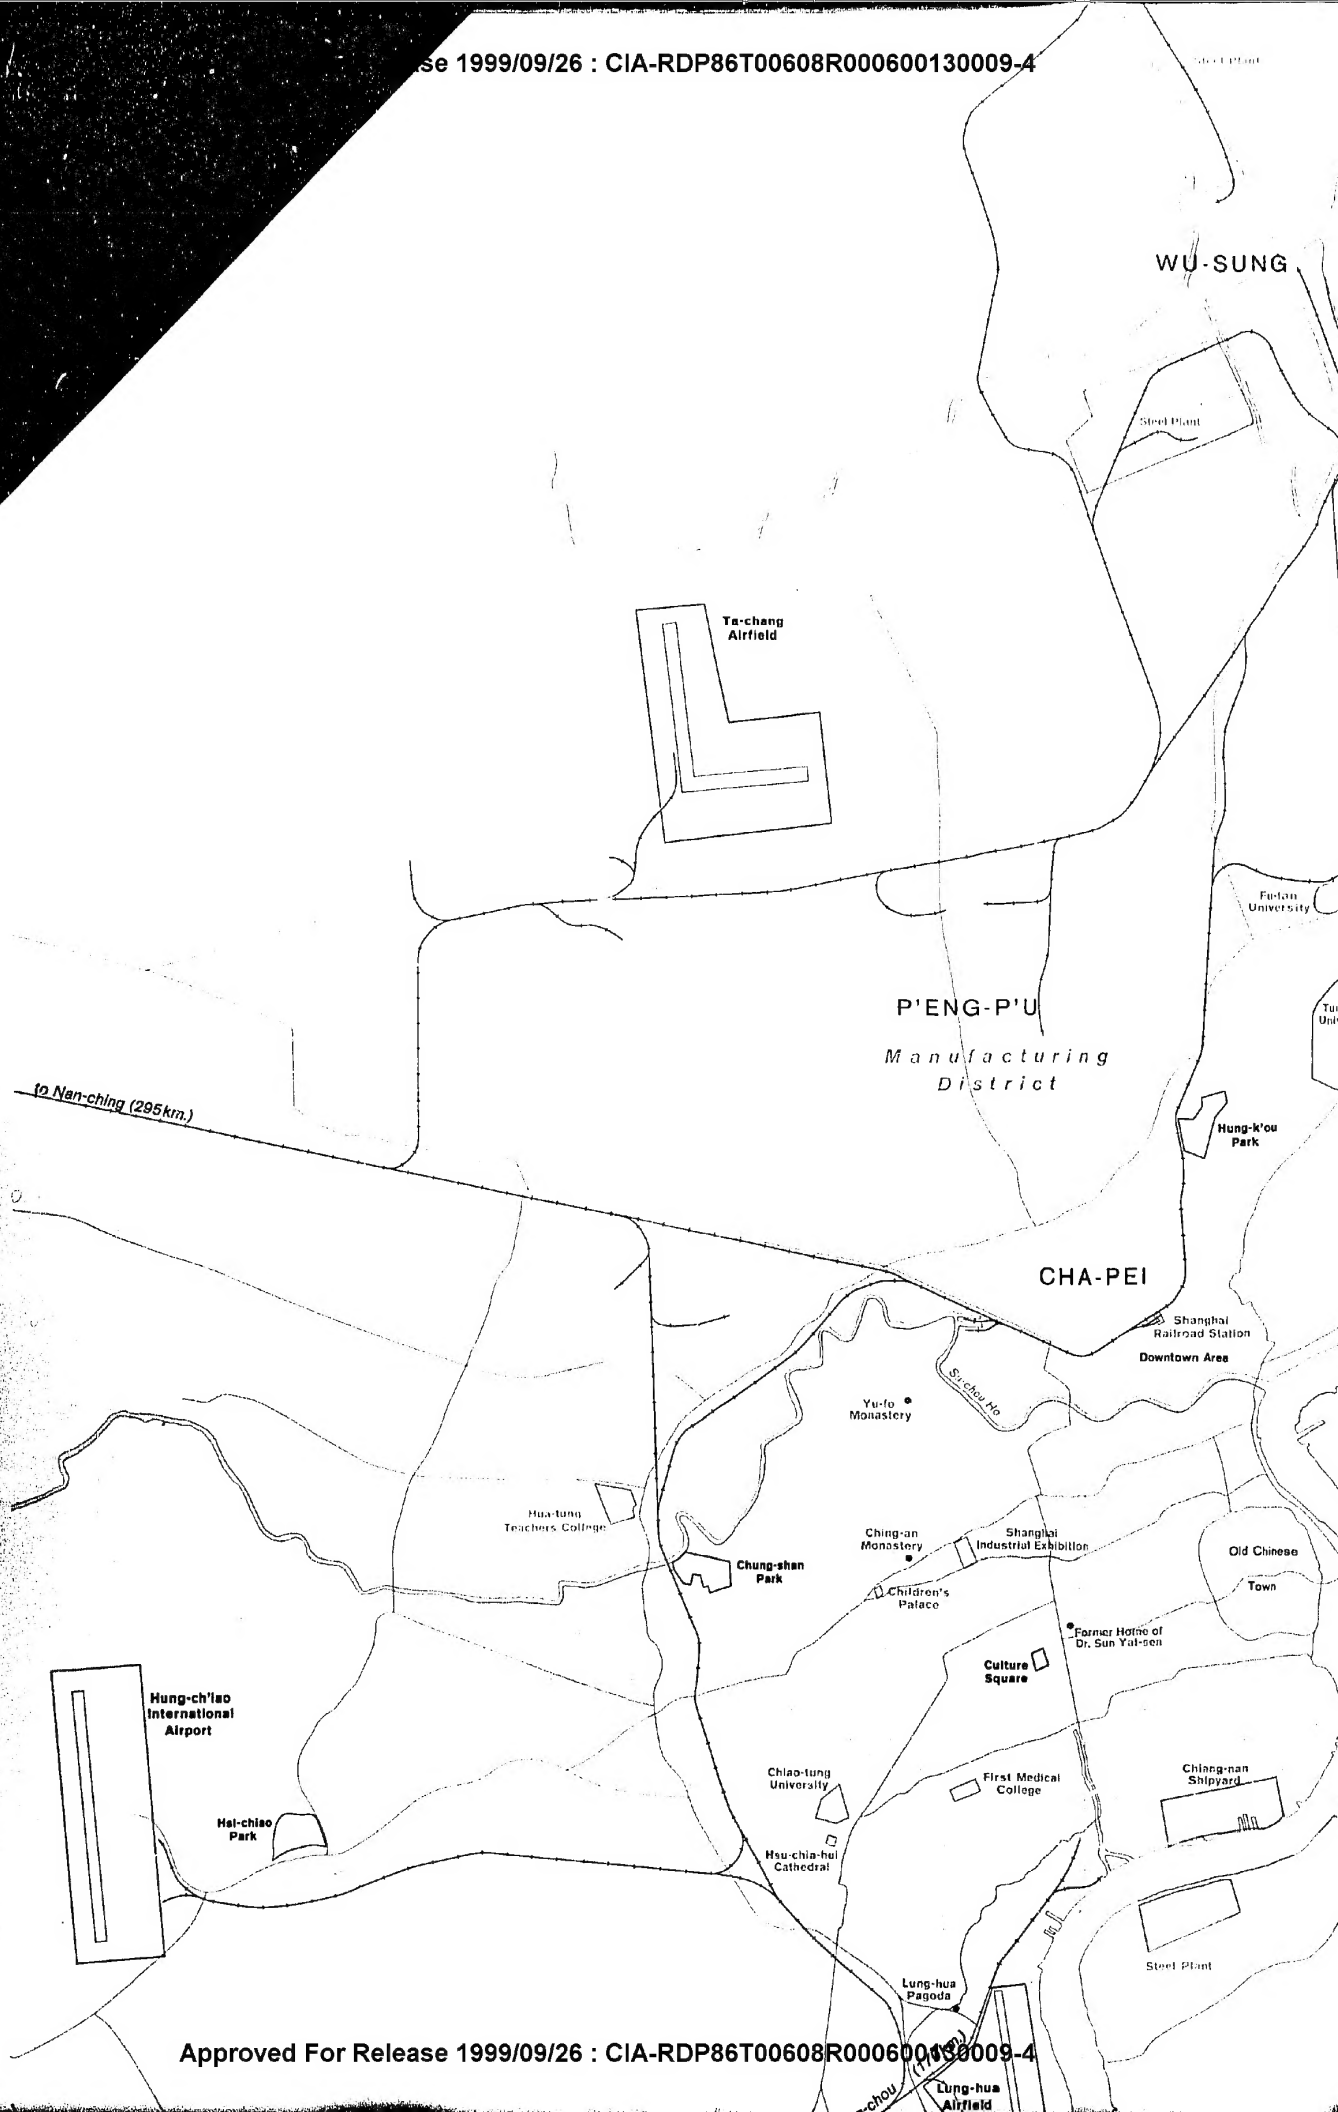 se 1999/09/26 : CIA-RDP86T00608R000600130009-4
Steel Plant
WU-SUNG
Steel Plant
Ta-chang
Airfield
Fu-tan
University
P'ENG-P'U
Manufacturing
District
to Nan-ching (295km.)
Hung-k'ou
Park
CHA-PEI
Shanghai
Railroad Station
Downtown Area
Su-chou Ho
Yu-fo
Monastery
Hua-tung
Teachers College
Ching-an
Monastery
Shanghai
Industrial Exhibition
Old Chinese
Town
Chung-shan
Park
Children's
Palace
Former Home of
Dr. Sun Yat-sen
Culture
Square
Hung-ch'iao
International
Airport
Chiao-tung
University
First Medical
College
Chiang-nan
Shipyard
Hsi-chiao
Park
Hsu-chia-hui
Cathedral
Steel Plant
Lung-hua
Pagoda
Approved For Release 1999/09/26 : CIA-RDP86T00608R000600130009-4
-chou
Lung-hua
Airfield